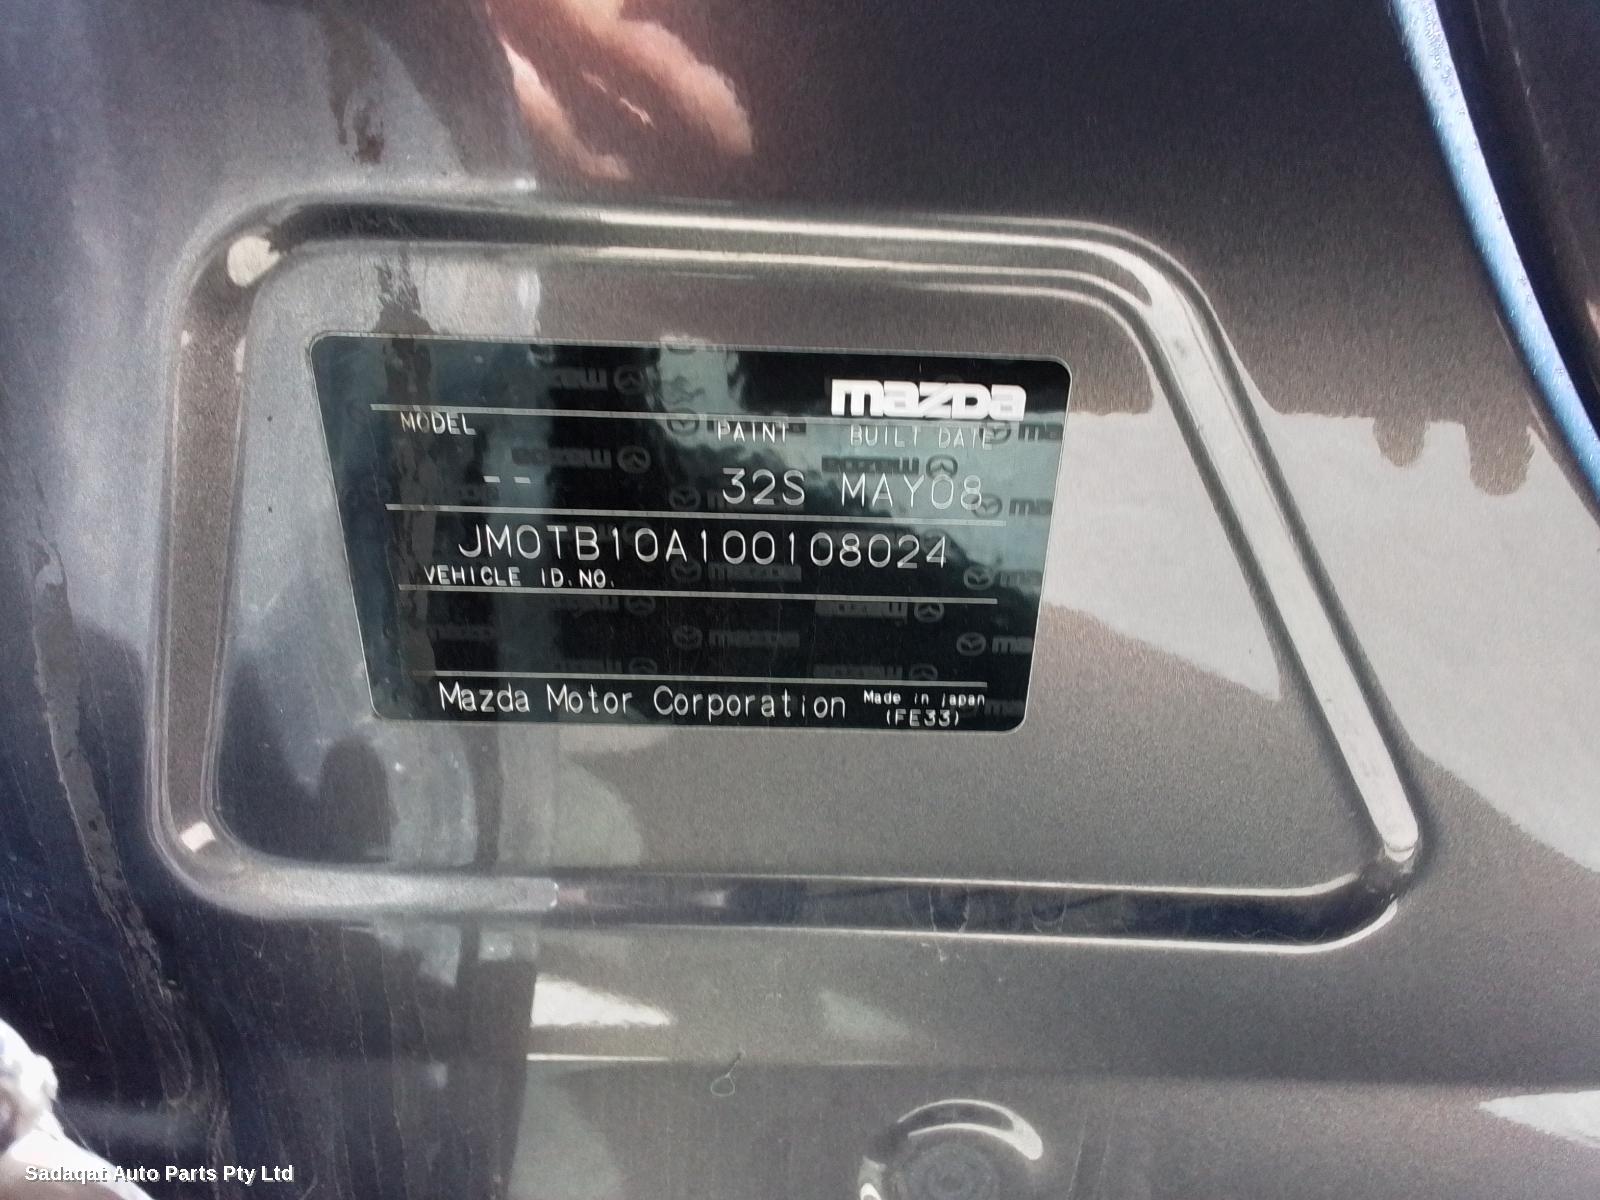 mazda
MODEL PAINT BUILT DATE
-- 32S MAY08
JM0TB10A100108024
VEHICLE ID.NO.
Mazda Motor Corporation Made in Japan
(FE33)
Sadaqat Auto Parts Pty Ltd